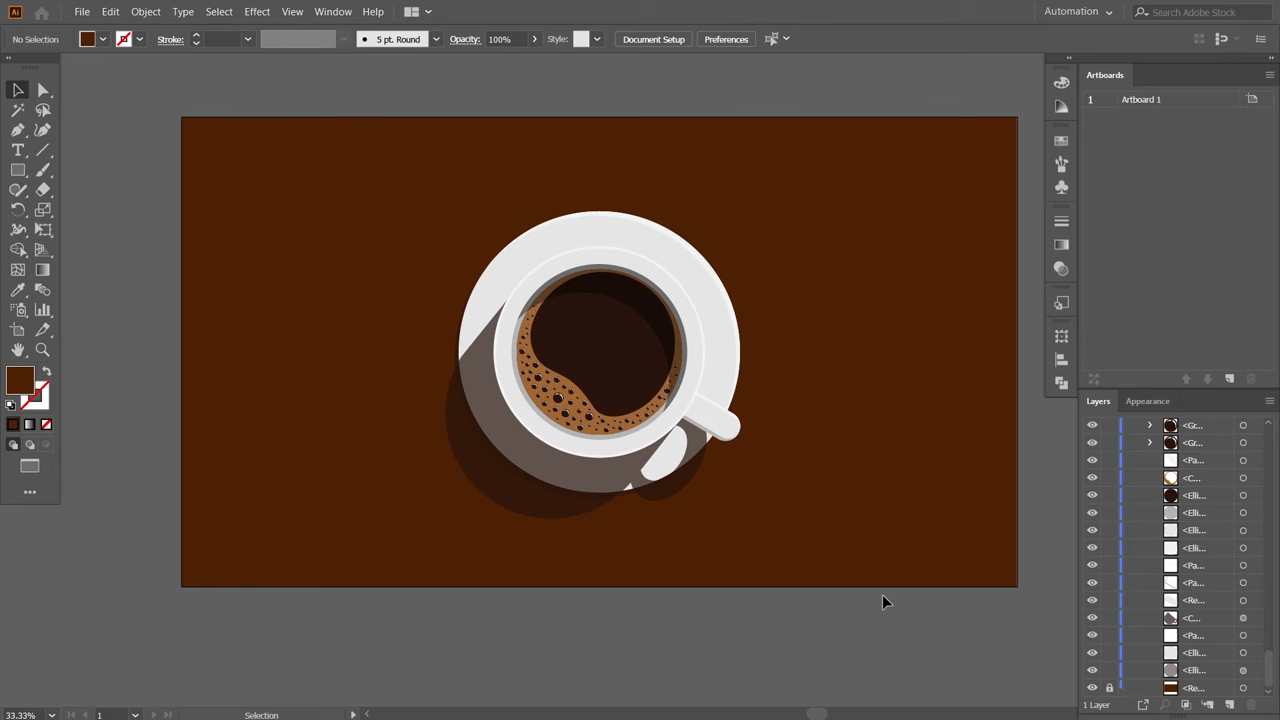 Ai File Edit Object Type Select Effect View Window Help Automation Search Adobe Stock
No Selection Stroke: 5 pt. Round Opacity: 100% Style: Document Setup Preferences
Artboards
1 Artboard 1
Layers Appearance
<Gr...
<Gr...
<Pa...
<C...
<Elli...
<Elli...
<Elli...
<Elli...
<Pa...
<Pa...
<Re...
<C...
<Pa...
<Elli...
<Elli...
<Re...
1 Layer
33.33% 1 Selection